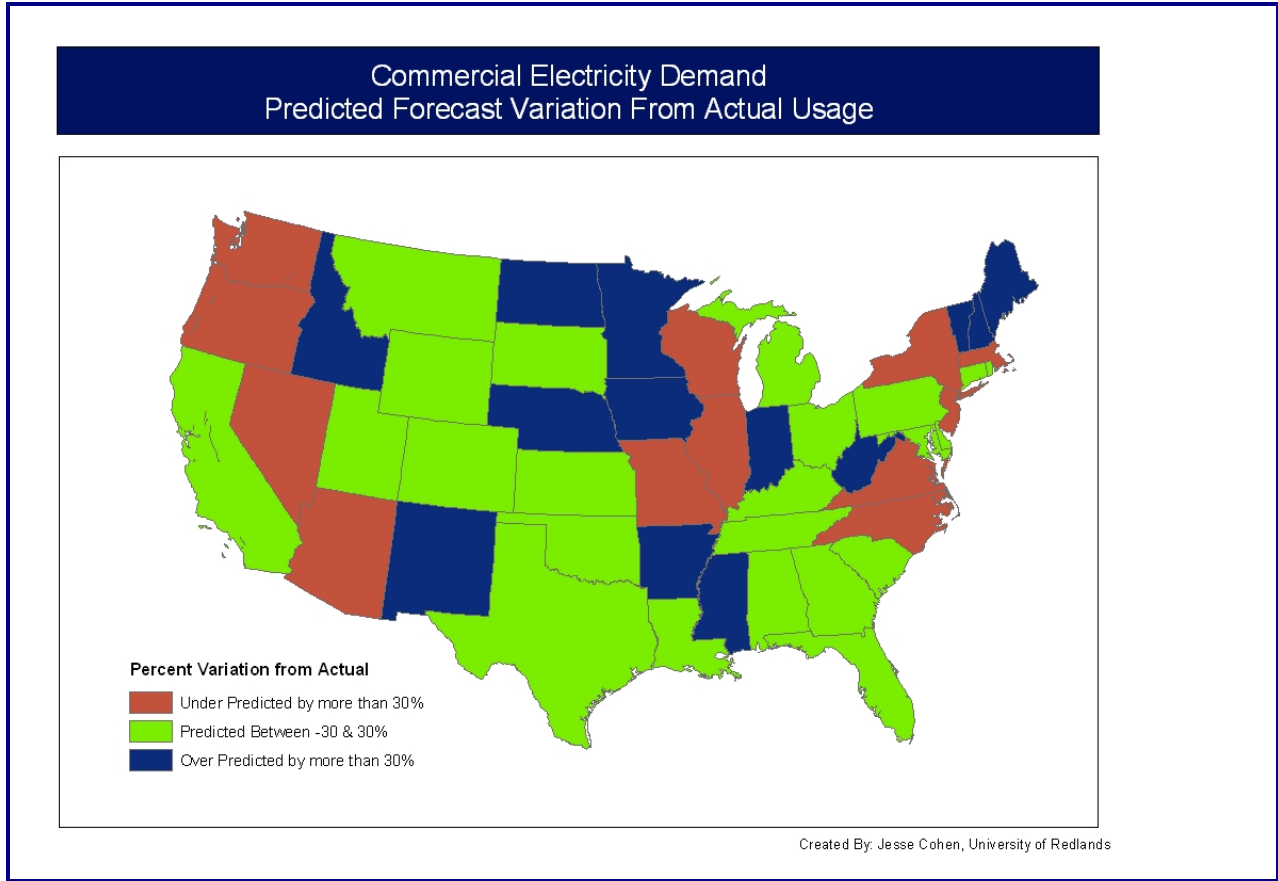 Commercial Electricity Demand
Predicted Forecast Variation From Actual Usage
Percent Variation from Actual
Under Predicted by more than 30%
Predicted Between -30 & 30%
Over Predicted by more than 30%
Created By: Jesse Cohen, University of Redlands